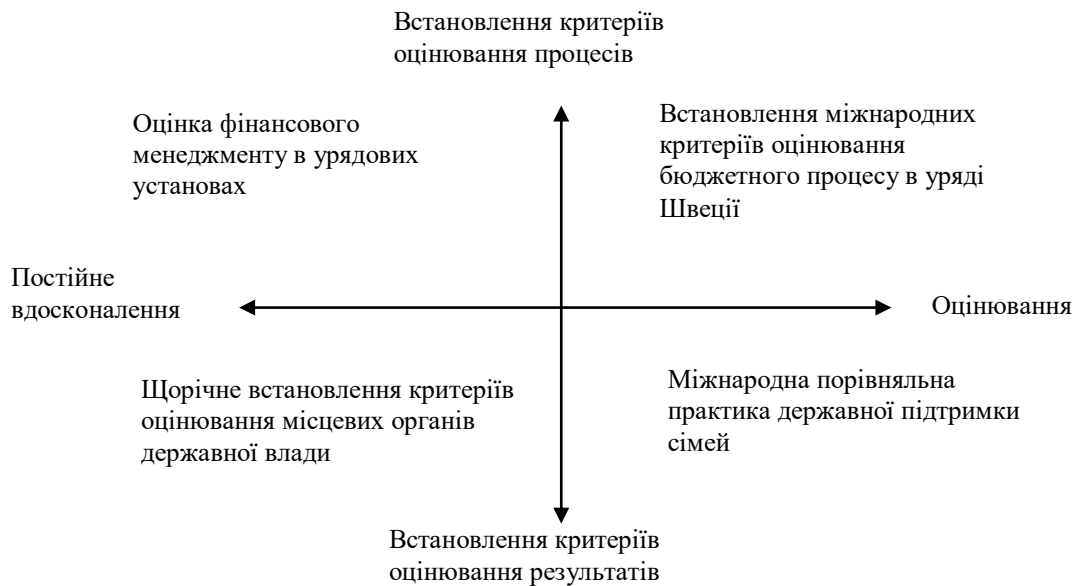 Встановлення критеріїв
оцінювання процесів
Оцінка фінансового
менеджменту в урядових
установах
Встановлення міжнародних
критеріїв оцінювання
бюджетного процесу в уряді
Швеції
Постійне
вдосконалення
Оцінювання
Щорічне встановлення критеріїв
оцінювання місцевих органів
державної влади
Міжнародна порівняльна
практика державної підтримки
сімей
Встановлення критеріїв
оцінювання результатів